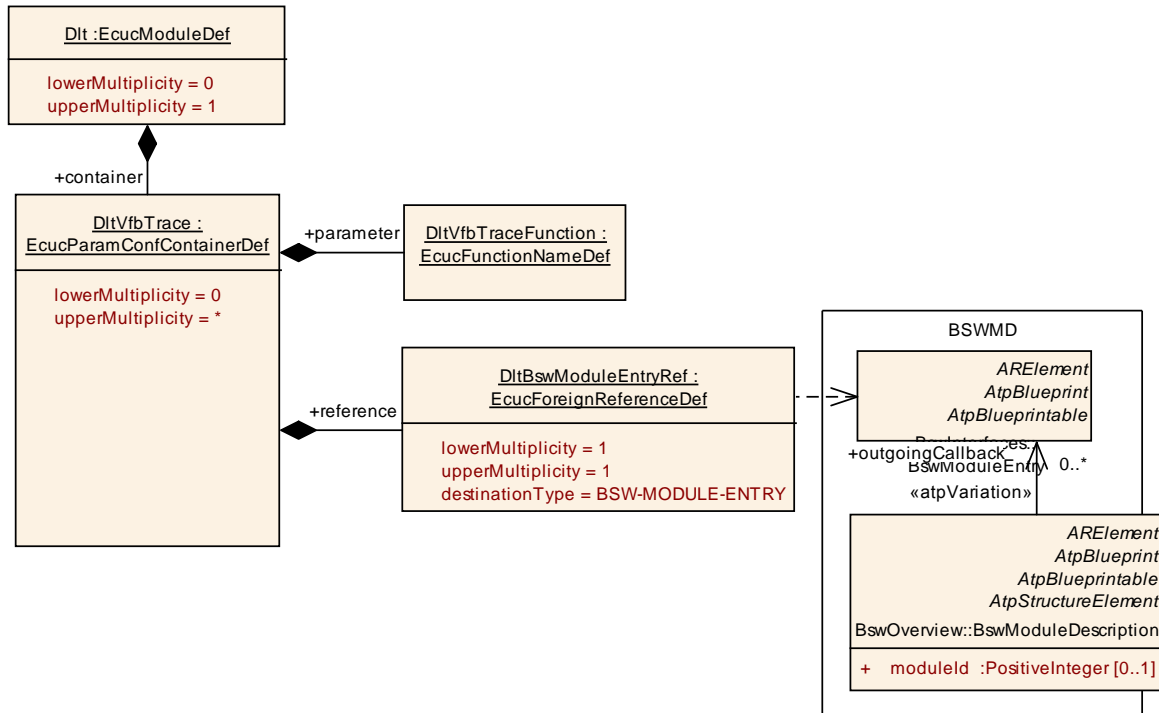 Dlt :EcucModuleDef
lowerMultiplicity = 0
upperMultiplicity = 1
+container
DltVfbTrace :
EcucParamConfContainerDef
lowerMultiplicity = 0
upperMultiplicity = *
+parameter
DltVfbTraceFunction :
EcucFunctionNameDef
+reference
DltBswModuleEntryRef :
EcucForeignReferenceDef
lowerMultiplicity = 1
upperMultiplicity = 1
destinationType = BSW-MODULE-ENTRY
BSWMD
ARElement
AtpBlueprint
AtpBlueprintable
+outgoingCallback
BswModuleEntry
0..*
«atpVariation»
ARElement
AtpBlueprint
AtpBlueprintable
AtpStructureElement
BswOverview::BswModuleDescription
+ moduleId :PositiveInteger [0..1]